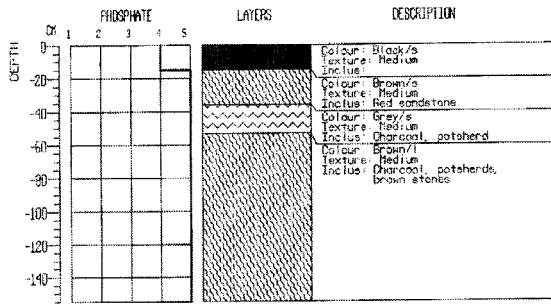 PHOSPHATE LAYERS DESCRIPTION
CM. 1 2 3 4 5
DEPTH
0
-20
-40
-60
-80
-100
-120
-140
Colour: Black/s
Texture: Medium
Inclus:
Colour: Brown/s
Texture: Medium
Inclus: Red sandstone
Colour: Grey/s
Texture: Medium
Inclus: Charcoal, potsherd
Colour: Brown/l
Texture: Medium
Inclus: Charcoal, potsherds,
brown stones